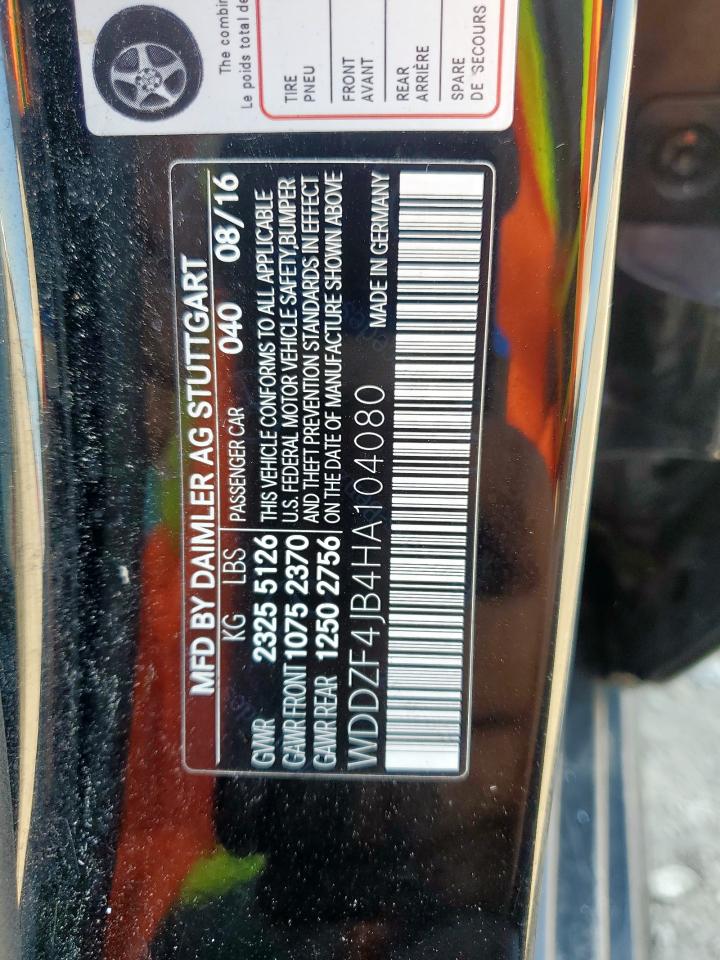 The combin
Le poids total de
TIRE
PNEU
FRONT
AVANT
REAR
ARRIÈRE
SPARE
DE SECOURS
MFD BY DAIMLER AG STUTTGART
KG LBS PASSENGER CAR 040 08/16
GVWR 2325 5126
GAWR FRONT 1075 2370
GAWR REAR 1250 2756
THIS VEHICLE CONFORMS TO ALL APPLICABLE
U.S. FEDERAL MOTOR VEHICLE SAFETY, BUMPER
AND THEFT PREVENTION STANDARDS IN EFFECT
ON THE DATE OF MANUFACTURE SHOWN ABOVE
WDDZF4JB4HA104080
MADE IN GERMANY